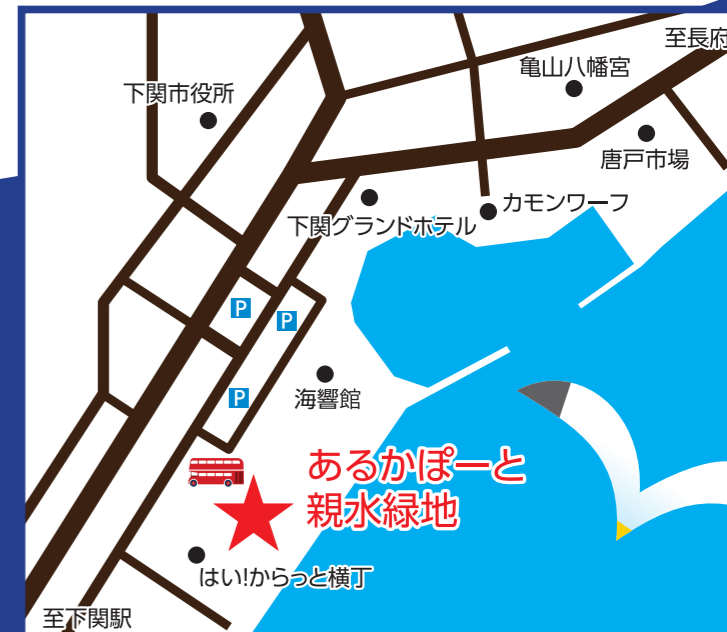 至長府
亀山八幡宮
下関市役所
唐戸市場
カモンワーフ
下関グランドホテル
P
P
海響館
P
あるかぽーと
親水緑地
はい!からっと横丁
至下関駅